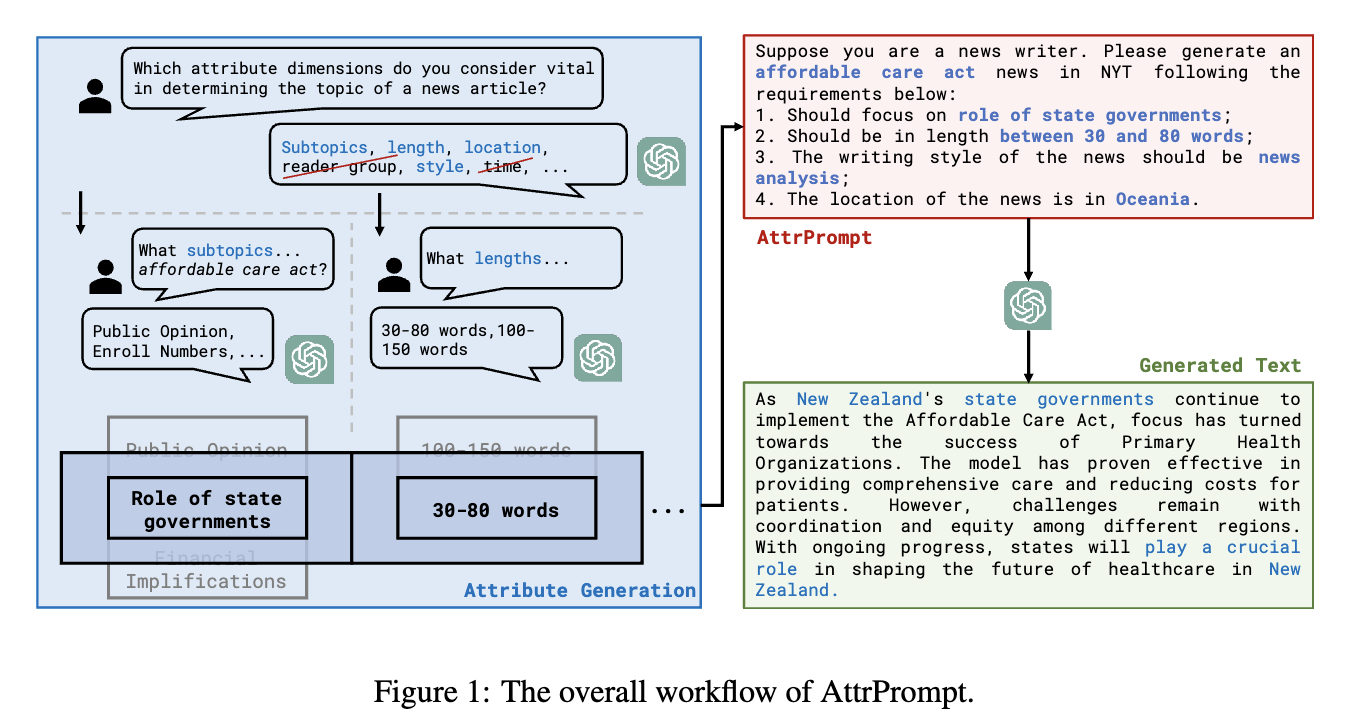 Which attribute dimensions do you consider vital
in determining the topic of a news article?
Subtopics, length, location,
reader group, style, time, ...
What subtopics...
affordable care act?
What lengths...
Public Opinion,
Enroll Numbers,...
30-80 words,100-
150 words
Public Opinion
100-150 words
Role of state
governments
30-80 words
...
Financial
Implifications
Attribute Generation
Suppose you are a news writer. Please generate an
affordable care act news in NYT following the
requirements below:
1. Should focus on role of state governments;
2. Should be in length between 30 and 80 words;
3. The writing style of the news should be news
analysis;
4. The location of the news is in Oceania.
AttrPrompt
Generated Text
As New Zealand's state governments continue to
implement the Affordable Care Act, focus has turned
towards the success of Primary Health
Organizations. The model has proven effective in
providing comprehensive care and reducing costs for
patients. However, challenges remain with
coordination and equity among different regions.
With ongoing progress, states will play a crucial
role in shaping the future of healthcare in New
Zealand.
Figure 1: The overall workflow of AttrPrompt.